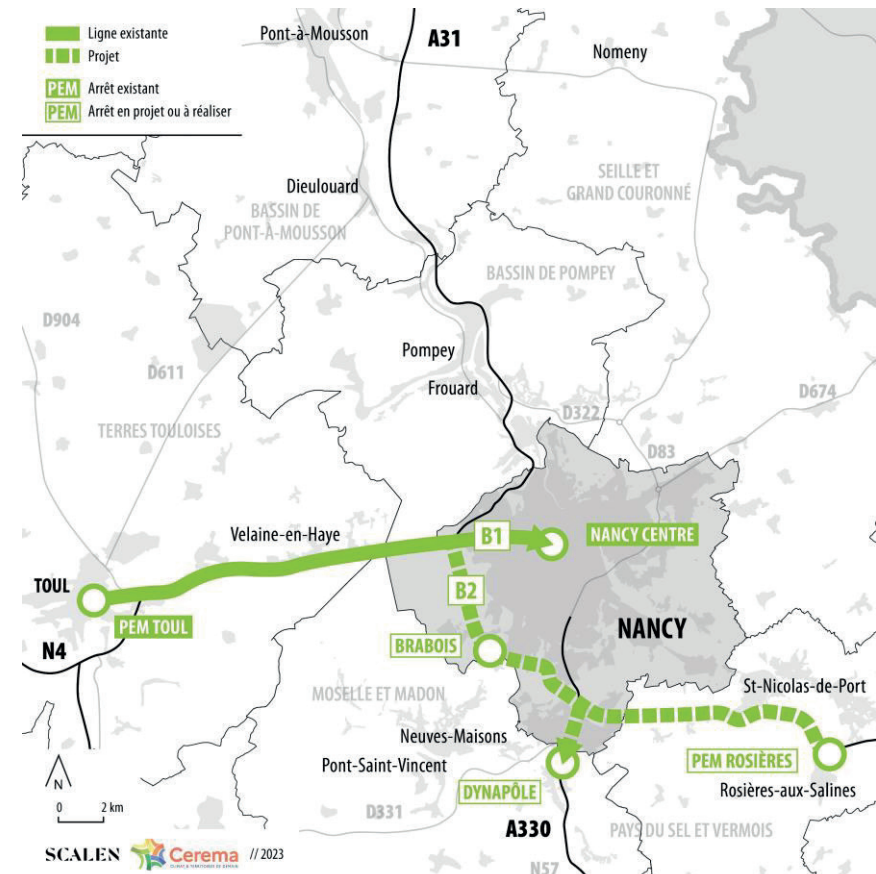 Ligne existante
Projet
PEM Arrêt existant
PEM Arrêt en projet ou à réaliser
Pont-à-Mousson
A31
Nomeny
SEILLE ET
GRAND COURONNÉ
Dieulouard
BASSIN DE
PONT-À-MOUSSON
BASSIN DE POMPEY
D904
D611
Pompey
Frouard
D322
D674
D83
TERRES TOULOISES
Velaine-en-Haye
B1
NANCY CENTRE
TOUL
B2
PEM TOUL
NANCY
N4
BRABOIS
MOSELLE ET MADON
St-Nicolas-de-Port
Neuves-Maisons
Pont-Saint-Vincent
PEM ROSIÈRES
N
DYNAPÔLE
Rosières-aux-Salines
0 2 km
D331
A330
PAYS DU SEL ET VERMOIS
SCALEN Cerema // 2023
N57